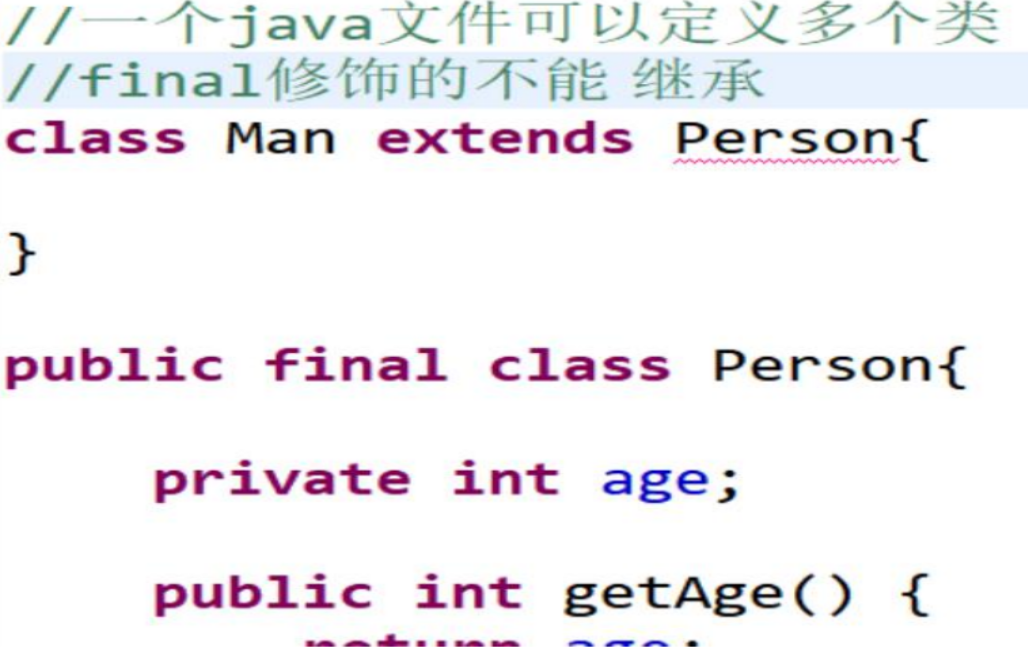 //一个java文件可以定义多个类
//final修饰的不能 继承
class Man extends Person{
}
public final class Person{
private int age;
public int getAge() {
return age;